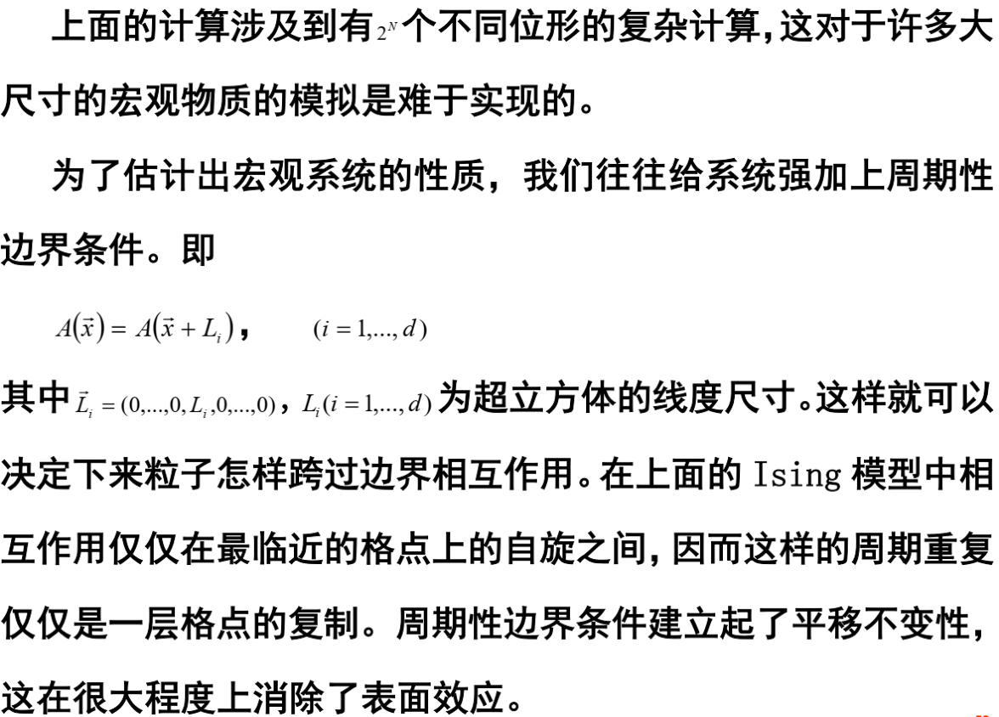 上面的计算涉及到有2^N个不同位形的复杂计算，这对于许多大
尺寸的宏观物质的模拟是难于实现的。
为了估计出宏观系统的性质，我们往往给系统强加上周期性
边界条件。即
A(x⃗) = A(x⃗ + L_i)， (i = 1,..., d)
其中 L⃗_i = (0,...,0, L_i ,0,...,0)，L_i(i = 1,..., d) 为超立方体的线度尺寸。这样就可以
决定下来粒子怎样跨过边界相互作用。在上面的 Ising 模型中相
互作用仅仅在最临近的格点上的自旋之间，因而这样的周期重复
仅仅是一层格点的复制。周期性边界条件建立起了平移不变性，
这在很大程度上消除了表面效应。